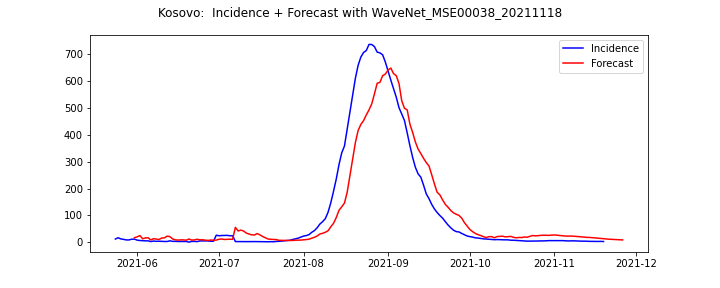 Kosovo:  Incidence + Forecast with WaveNet_MSE00038_20211118
Incidence
Forecast
700
600
500
400
300
200
100
0
2021-06 2021-07 2021-08 2021-09 2021-10 2021-11 2021-12